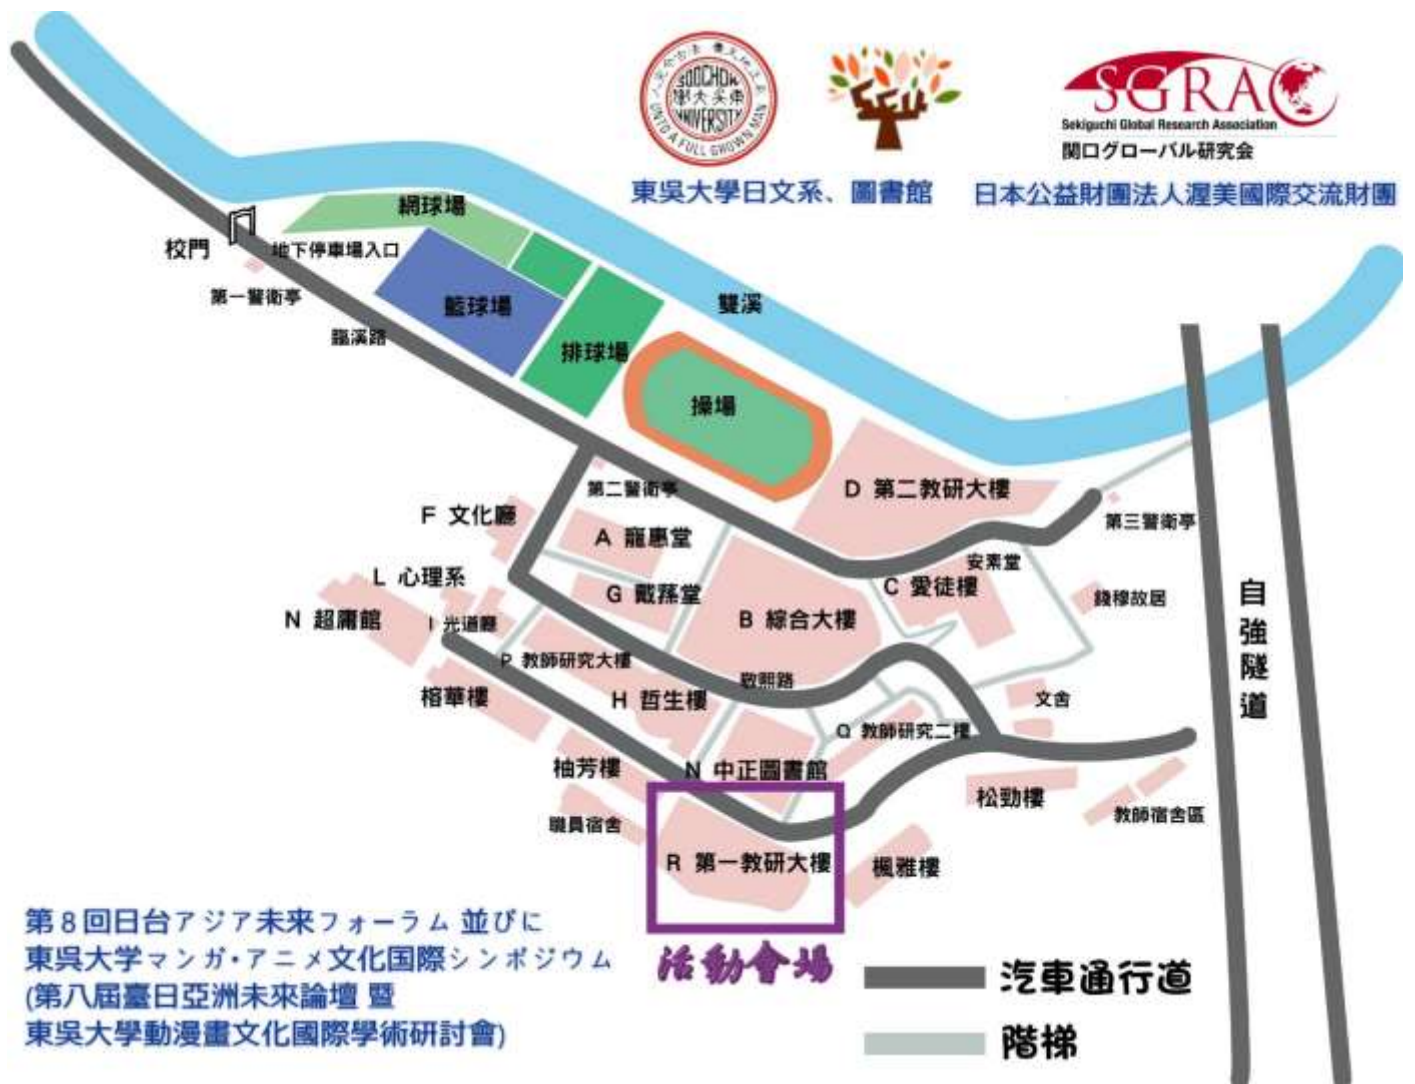 SOOCHOW
UNIVERSITY
UNTO A FULL GROWN MAN
SGRA
Sekiguchi Global Research Association
関口グローバル研究会
東吳大學日文系、圖書館
日本公益財團法人渥美國際交流財團
網球場
校門
地下停車場入口
第一警衛亭
籃球場
雙溪
臨溪路
排球場
操場
第二警衛亭
D 第二教研大樓
F 文化廳
第三警衛亭
A 寵惠堂
安素堂
L 心理系
C 愛徒樓
G 戴蓀堂
錢穆故居
自強隧道
N 超庸館
I 光道廳
B 綜合大樓
P 教師研究大樓
敬熙路
榕華樓
H 哲生樓
文舍
Q 教師研究二樓
柚芳樓
N 中正圖書館
松勁樓
職員宿舍
教師宿舍區
R 第一教研大樓
楓雅樓
活動會場
第8回日台アジア未来フォーラム 並びに
東吳大学マンガ・アニメ文化国際シンポジウム
(第八屆臺日亞洲未來論壇 暨
東吳大學動漫畫文化國際學術研討會)
汽車通行道
階梯